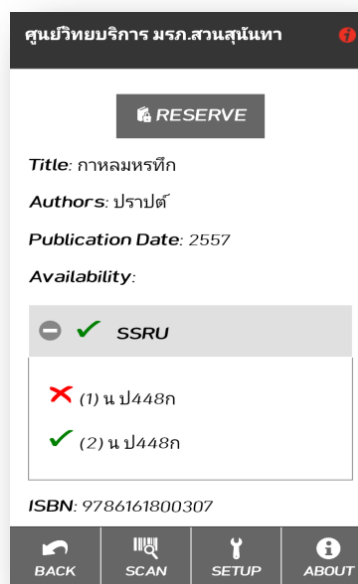 ศูนย์วิทยบริการ มรภ.สวนสุนันทา
RESERVE
Title: กาหลมหรทึก
Authors: ปราปต์
Publication Date: 2557
Availability:
SSRU
(1) น ป448ก
(2) น ป448ก
ISBN: 9786161800307
BACK SCAN SETUP ABOUT